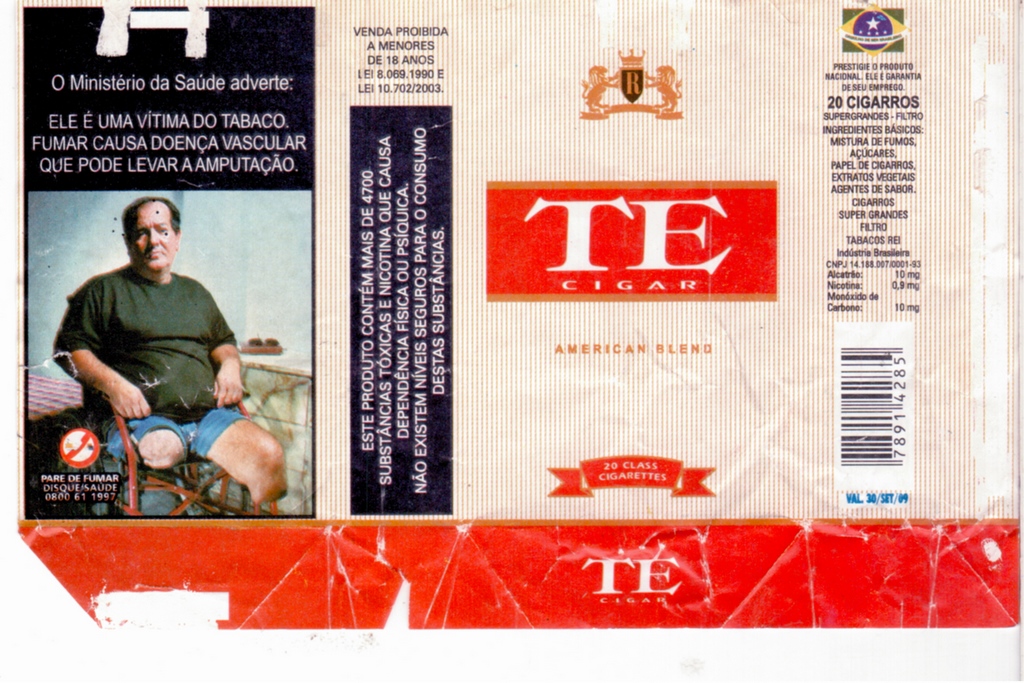 O Ministério da Saúde adverte:
ELE É UMA VÍTIMA DO TABACO.
FUMAR CAUSA DOENÇA VASCULAR
QUE PODE LEVAR A AMPUTAÇÃO.
PARE DE FUMAR
DISQUE SAÚDE
0800 61 1997
VENDA PROIBIDA
A MENORES
DE 18 ANOS
LEI 8.069.1990 E
LEI 10.702/2003.
ESTE PRODUTO CONTÉM MAIS DE 4700
SUBSTÂNCIAS TÓXICAS E NICOTINA QUE CAUSA
DEPENDÊNCIA FÍSICA OU PSÍQUICA.
NÃO EXISTEM NÍVEIS SEGUROS PARA O CONSUMO
DESTAS SUBSTÂNCIAS.
R
TE
CIGAR
AMERICAN BLEND
20 CLASS
CIGARETTES
TE
CIGAR
PRESTIGIE O PRODUTO
NACIONAL. ELE É GARANTIA
DE SEU EMPREGO.
20 CIGARROS
SUPERGRANDES - FILTRO
INGREDIENTES BÁSICOS:
MISTURA DE FUMOS,
AÇÚCARES,
PAPEL DE CIGARROS,
EXTRATOS VEGETAIS
AGENTES DE SABOR.
CIGARROS
SUPER GRANDES
FILTRO
TABACOS REI
Indústria Brasileira
CNPJ 14.188.007/0001-93
Alcatrão: 10 mg
Nicotina: 0,9 mg
Monóxido de
Carbono: 10 mg
78914285
VAL. 30/SET/09